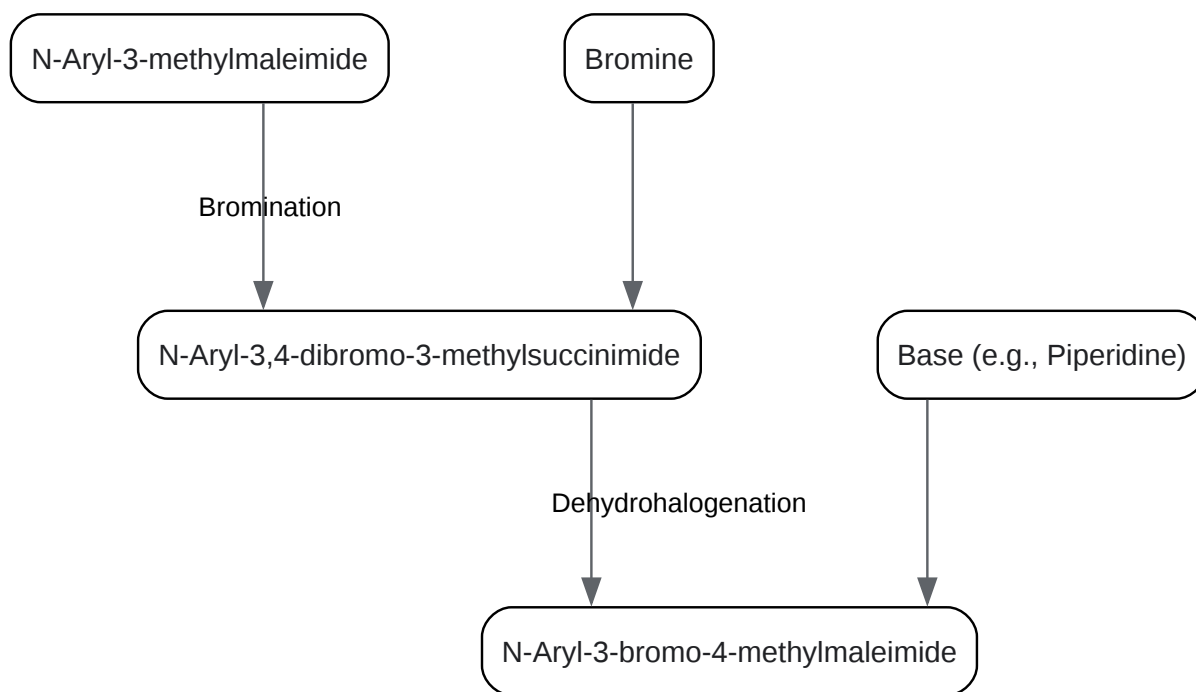 N-Aryl-3-methylmaleimide
Bromine
Bromination
N-Aryl-3,4-dibromo-3-methylsuccinimide
Base (e.g., Piperidine)
Dehydrohalogenation
N-Aryl-3-bromo-4-methylmaleimide